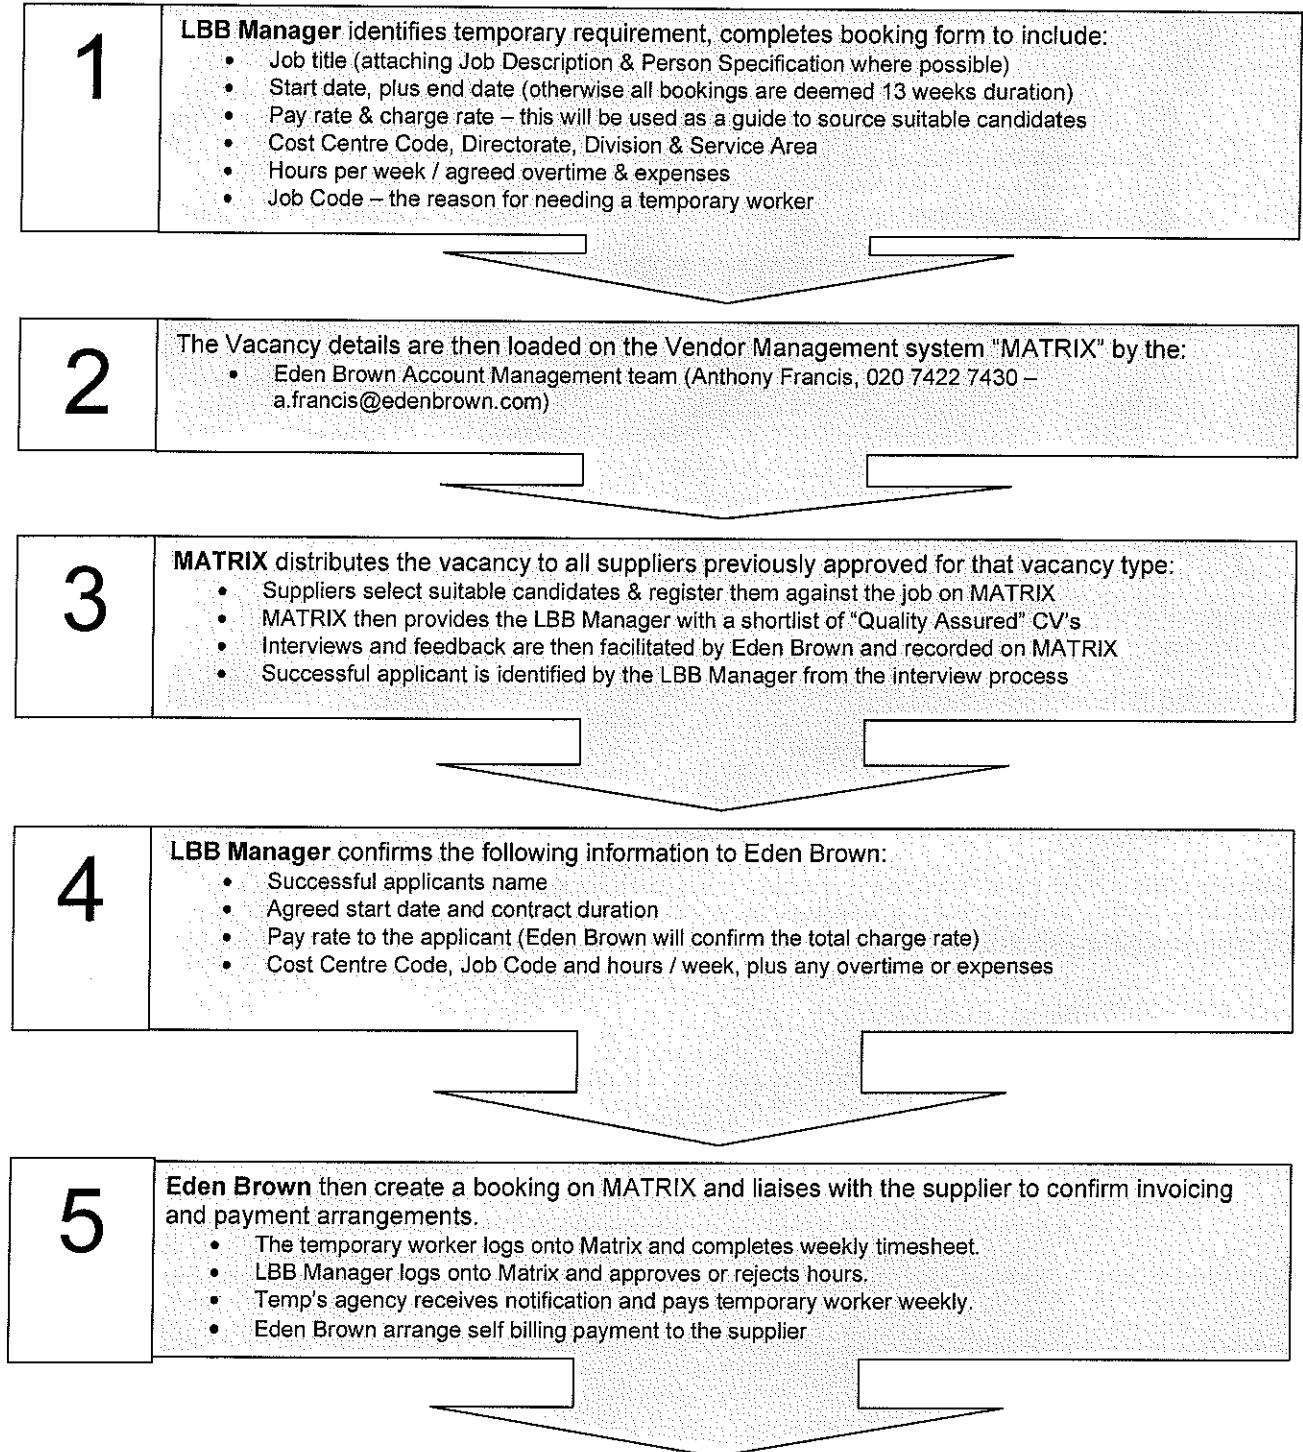 1
LBB Manager identifies temporary requirement, completes booking form to include:
• Job title (attaching Job Description & Person Specification where possible)
• Start date, plus end date (otherwise all bookings are deemed 13 weeks duration)
• Pay rate & charge rate – this will be used as a guide to source suitable candidates
• Cost Centre Code, Directorate, Division & Service Area
• Hours per week / agreed overtime & expenses
• Job Code – the reason for needing a temporary worker
2
The Vacancy details are then loaded on the Vendor Management system "MATRIX" by the:
• Eden Brown Account Management team (Anthony Francis, 020 7422 7430 –
a.francis@edenbrown.com)
3
MATRIX distributes the vacancy to all suppliers previously approved for that vacancy type:
• Suppliers select suitable candidates & register them against the job on MATRIX
• MATRIX then provides the LBB Manager with a shortlist of "Quality Assured" CV's
• Interviews and feedback are then facilitated by Eden Brown and recorded on MATRIX
• Successful applicant is identified by the LBB Manager from the interview process
4
LBB Manager confirms the following information to Eden Brown:
• Successful applicants name
• Agreed start date and contract duration
• Pay rate to the applicant (Eden Brown will confirm the total charge rate)
• Cost Centre Code, Job Code and hours / week, plus any overtime or expenses
5
Eden Brown then create a booking on MATRIX and liaises with the supplier to confirm invoicing
and payment arrangements.
• The temporary worker logs onto Matrix and completes weekly timesheet.
• LBB Manager logs onto Matrix and approves or rejects hours.
• Temp's agency receives notification and pays temporary worker weekly.
• Eden Brown arrange self billing payment to the supplier